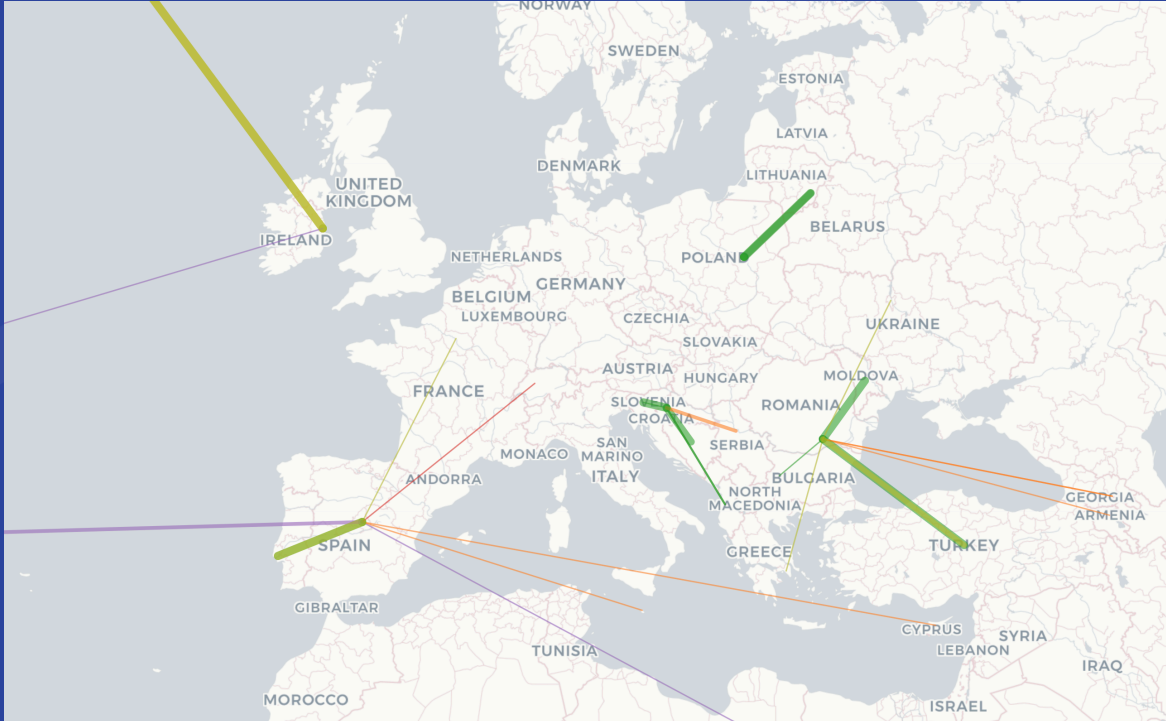 NORWAY
SWEDEN
ESTONIA
LATVIA
DENMARK
LITHUANIA
UNITED
KINGDOM
BELARUS
IRELAND
NETHERLANDS
POLAND
GERMANY
BELGIUM
LUXEMBOURG
CZECHIA
UKRAINE
SLOVAKIA
AUSTRIA
HUNGARY
MOLDOVA
FRANCE
SLOVENIA
ROMANIA
CROATIA
SAN
MARINO
SERBIA
MONACO
ITALY
ANDORRA
BULGARIA
NORTH
MACEDONIA
GEORGIA
ARMENIA
SPAIN
TURKEY
GREECE
GIBRALTAR
CYPRUS
SYRIA
TUNISIA
LEBANON
IRAQ
MOROCCO
ISRAEL